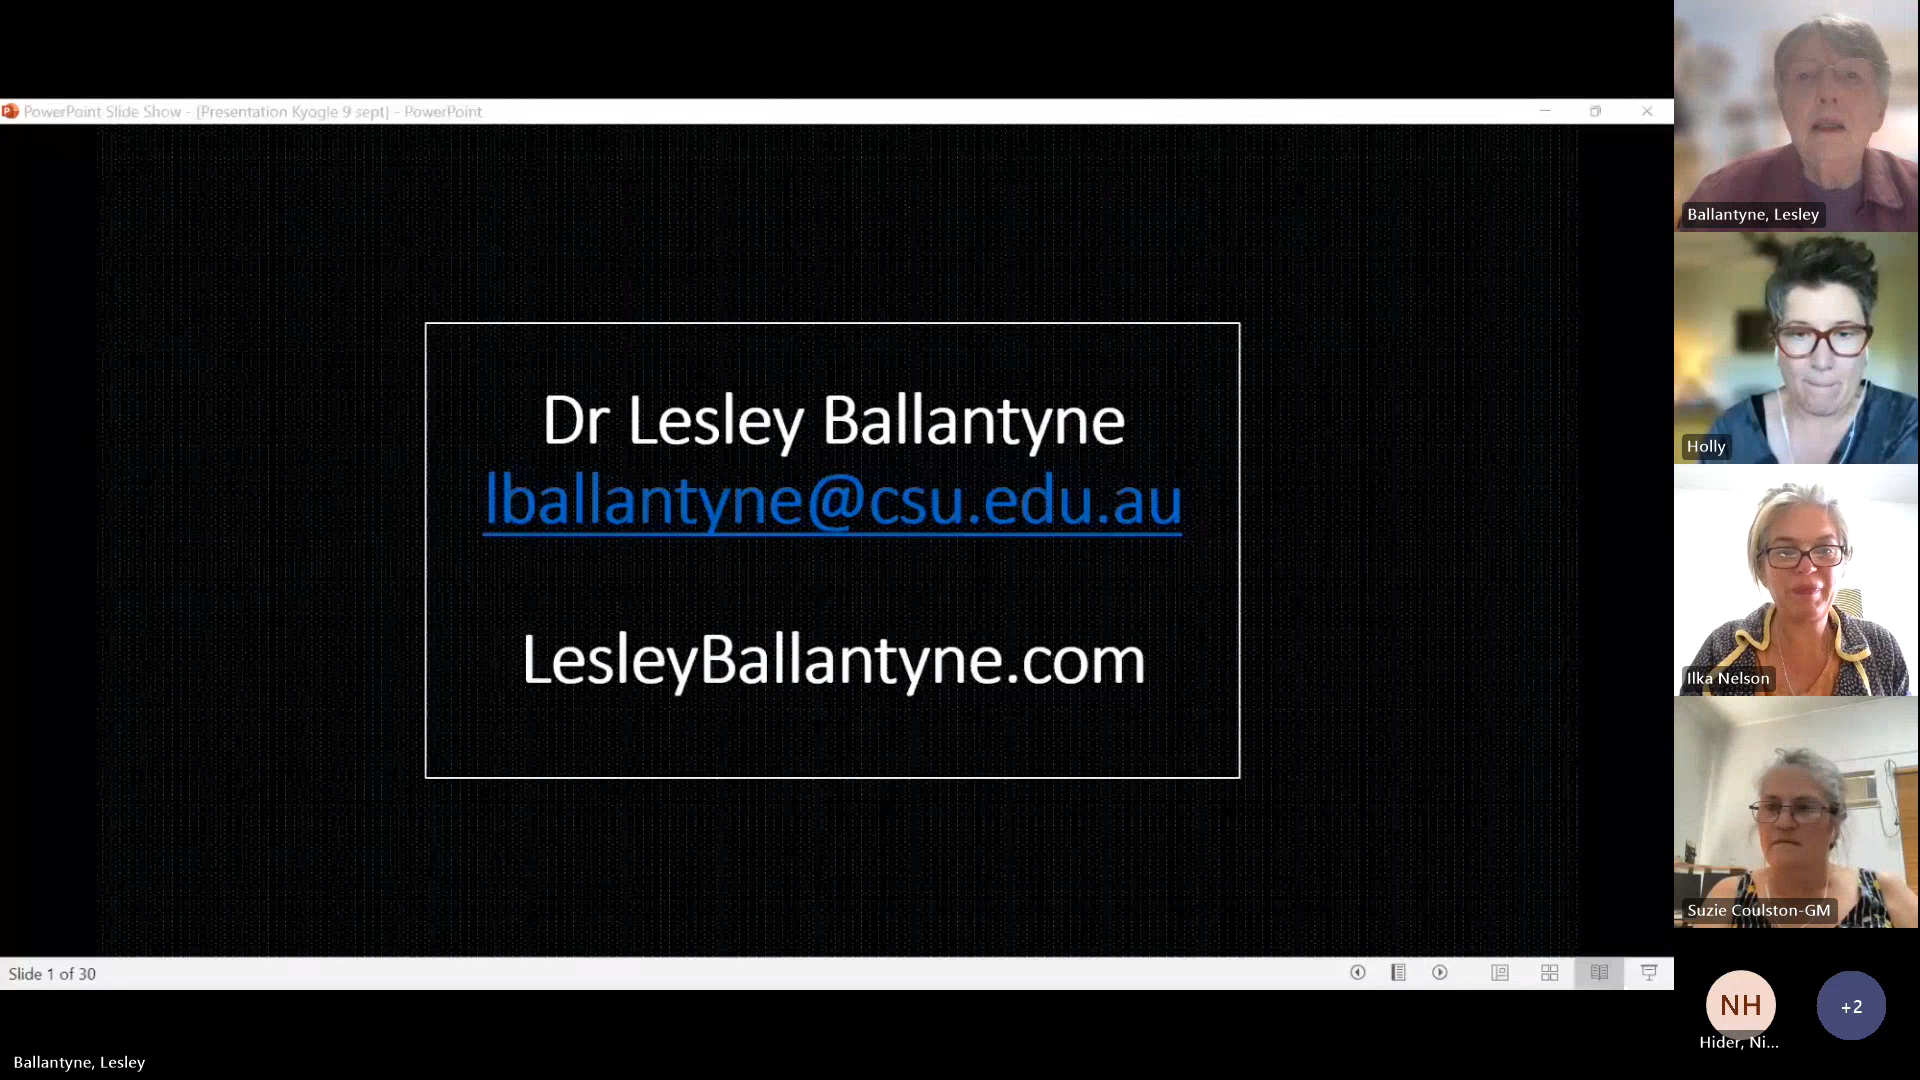 PowerPoint Slide Show - [Presentation Kyogle 9 sept] - PowerPoint
Dr Lesley Ballantyne
lballantyne@csu.edu.au
LesleyBallantyne.com
Slide 1 of 30
Ballantyne, Lesley
Ballantyne, Lesley
Holly
Ilka Nelson
Suzie Coulston-GM
NH
Hider, Ni...
+2